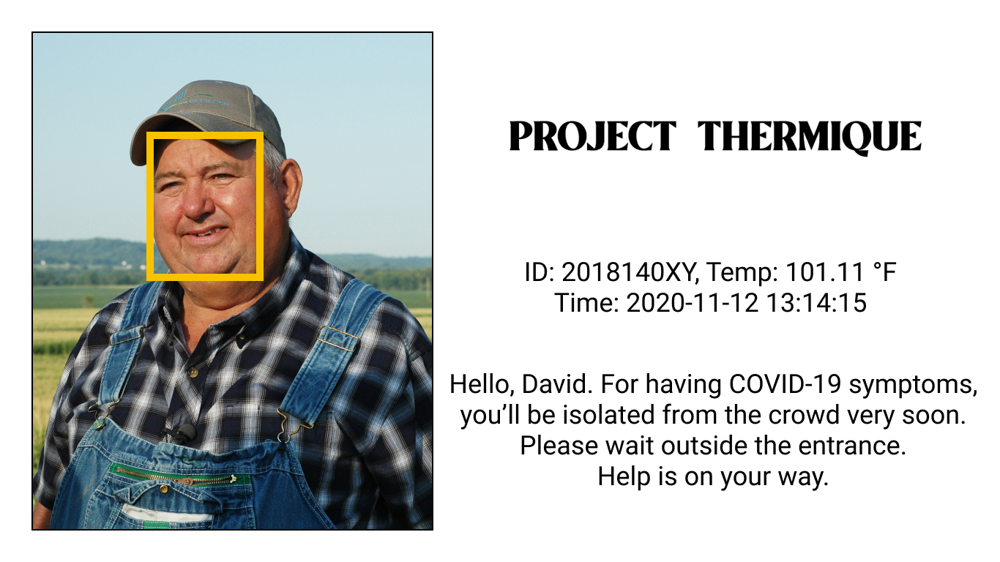 PROJECT THERMIQUE
ID: 2018140XY, Temp: 101.11 °F
Time: 2020-11-12 13:14:15
Hello, David. For having COVID-19 symptoms,
you’ll be isolated from the crowd very soon.
Please wait outside the entrance.
Help is on your way.